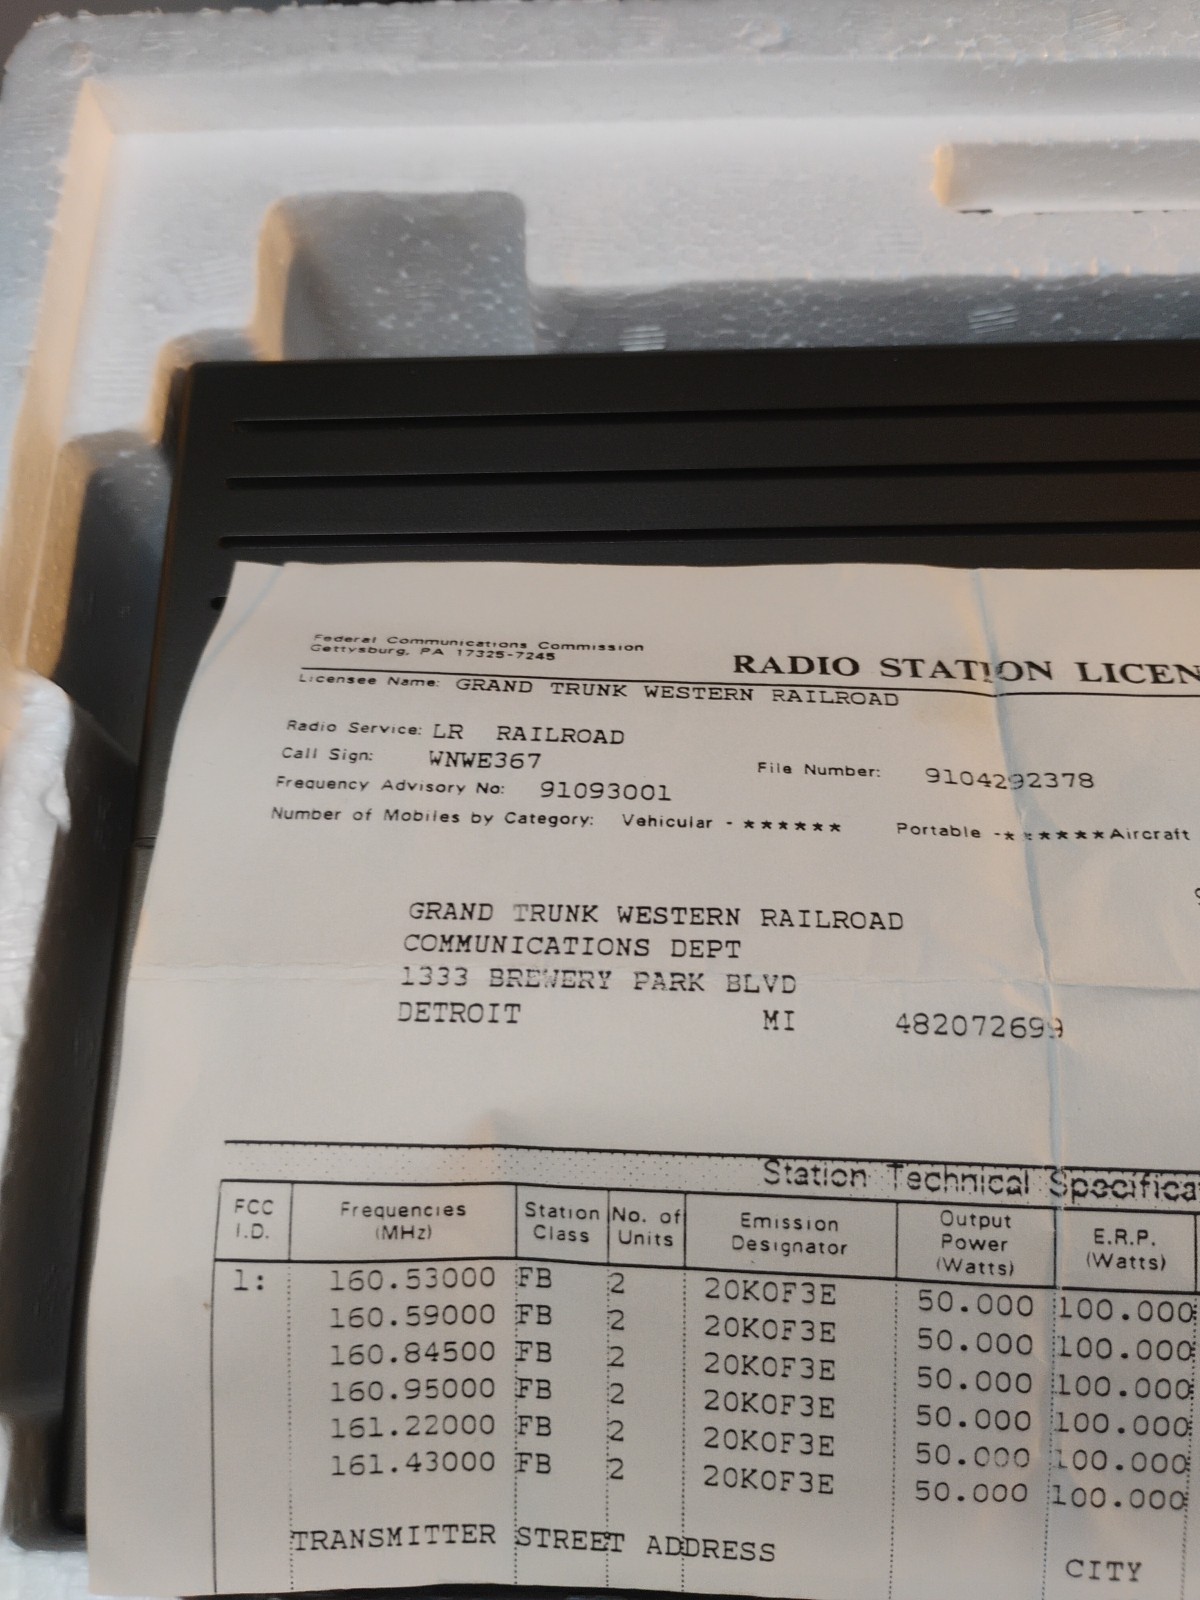 Federal Communications Commission
Gettysburg, PA 17325-7245
RADIO STATION LICEN
Licensee Name: GRAND TRUNK WESTERN RAILROAD
Radio Service: LR RAILROAD
Call Sign: WNWE367
File Number: 9104292378
Frequency Advisory No: 91093001
Number of Mobiles by Category: Vehicular - ****** Portable -****** Aircraft
GRAND TRUNK WESTERN RAILROAD
COMMUNICATIONS DEPT
1333 BREWERY PARK BLVD
DETROIT MI 482072699
Station Technical Specifica
FCC I.D. Frequencies (MHz) Station Class No. of Units Emission Designator Output Power (Watts) E.R.P. (Watts)
1: 160.53000 FB 2 20K0F3E 50.000 100.000
160.59000 FB 2 20K0F3E 50.000 100.000
160.84500 FB 2 20K0F3E 50.000 100.000
160.95000 FB 2 20K0F3E 50.000 100.000
161.22000 FB 2 20K0F3E 50.000 100.000
161.43000 FB 2 20K0F3E 50.000 100.000
TRANSMITTER STREET ADDRESS CITY